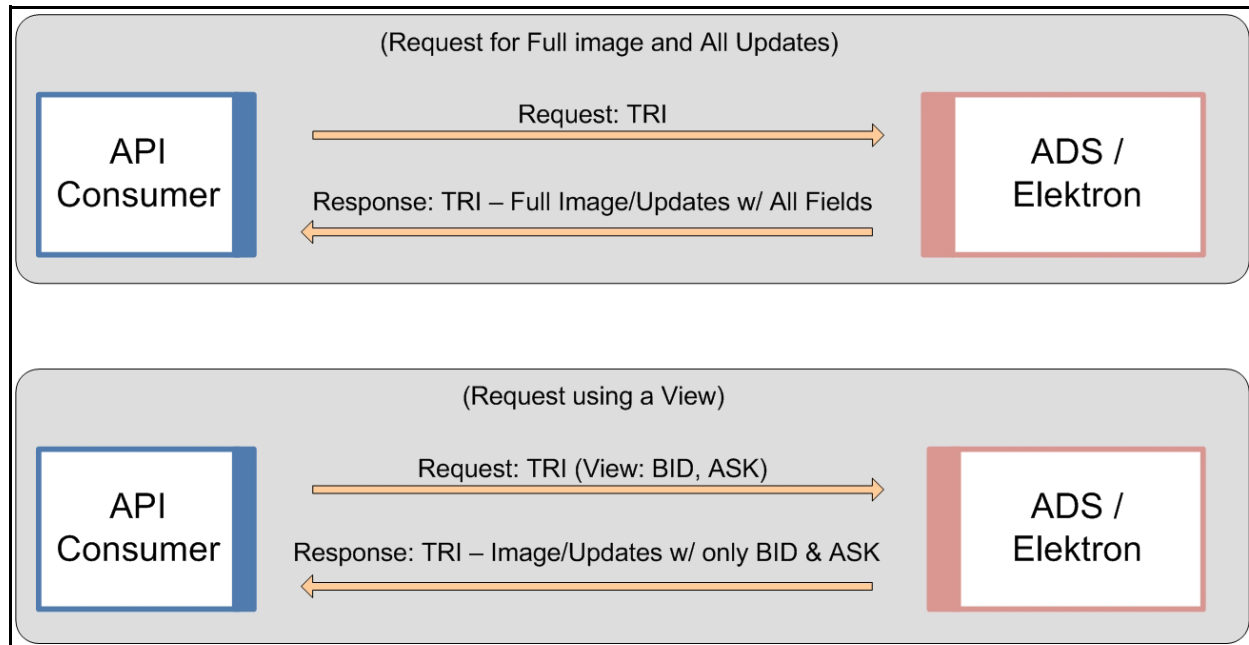 (Request for Full image and All Updates)
API
Consumer
Request: TRI
Response: TRI – Full Image/Updates w/ All Fields
ADS /
Elektron
(Request using a View)
API
Consumer
Request: TRI (View: BID, ASK)
Response: TRI – Image/Updates w/ only BID & ASK
ADS /
Elektron